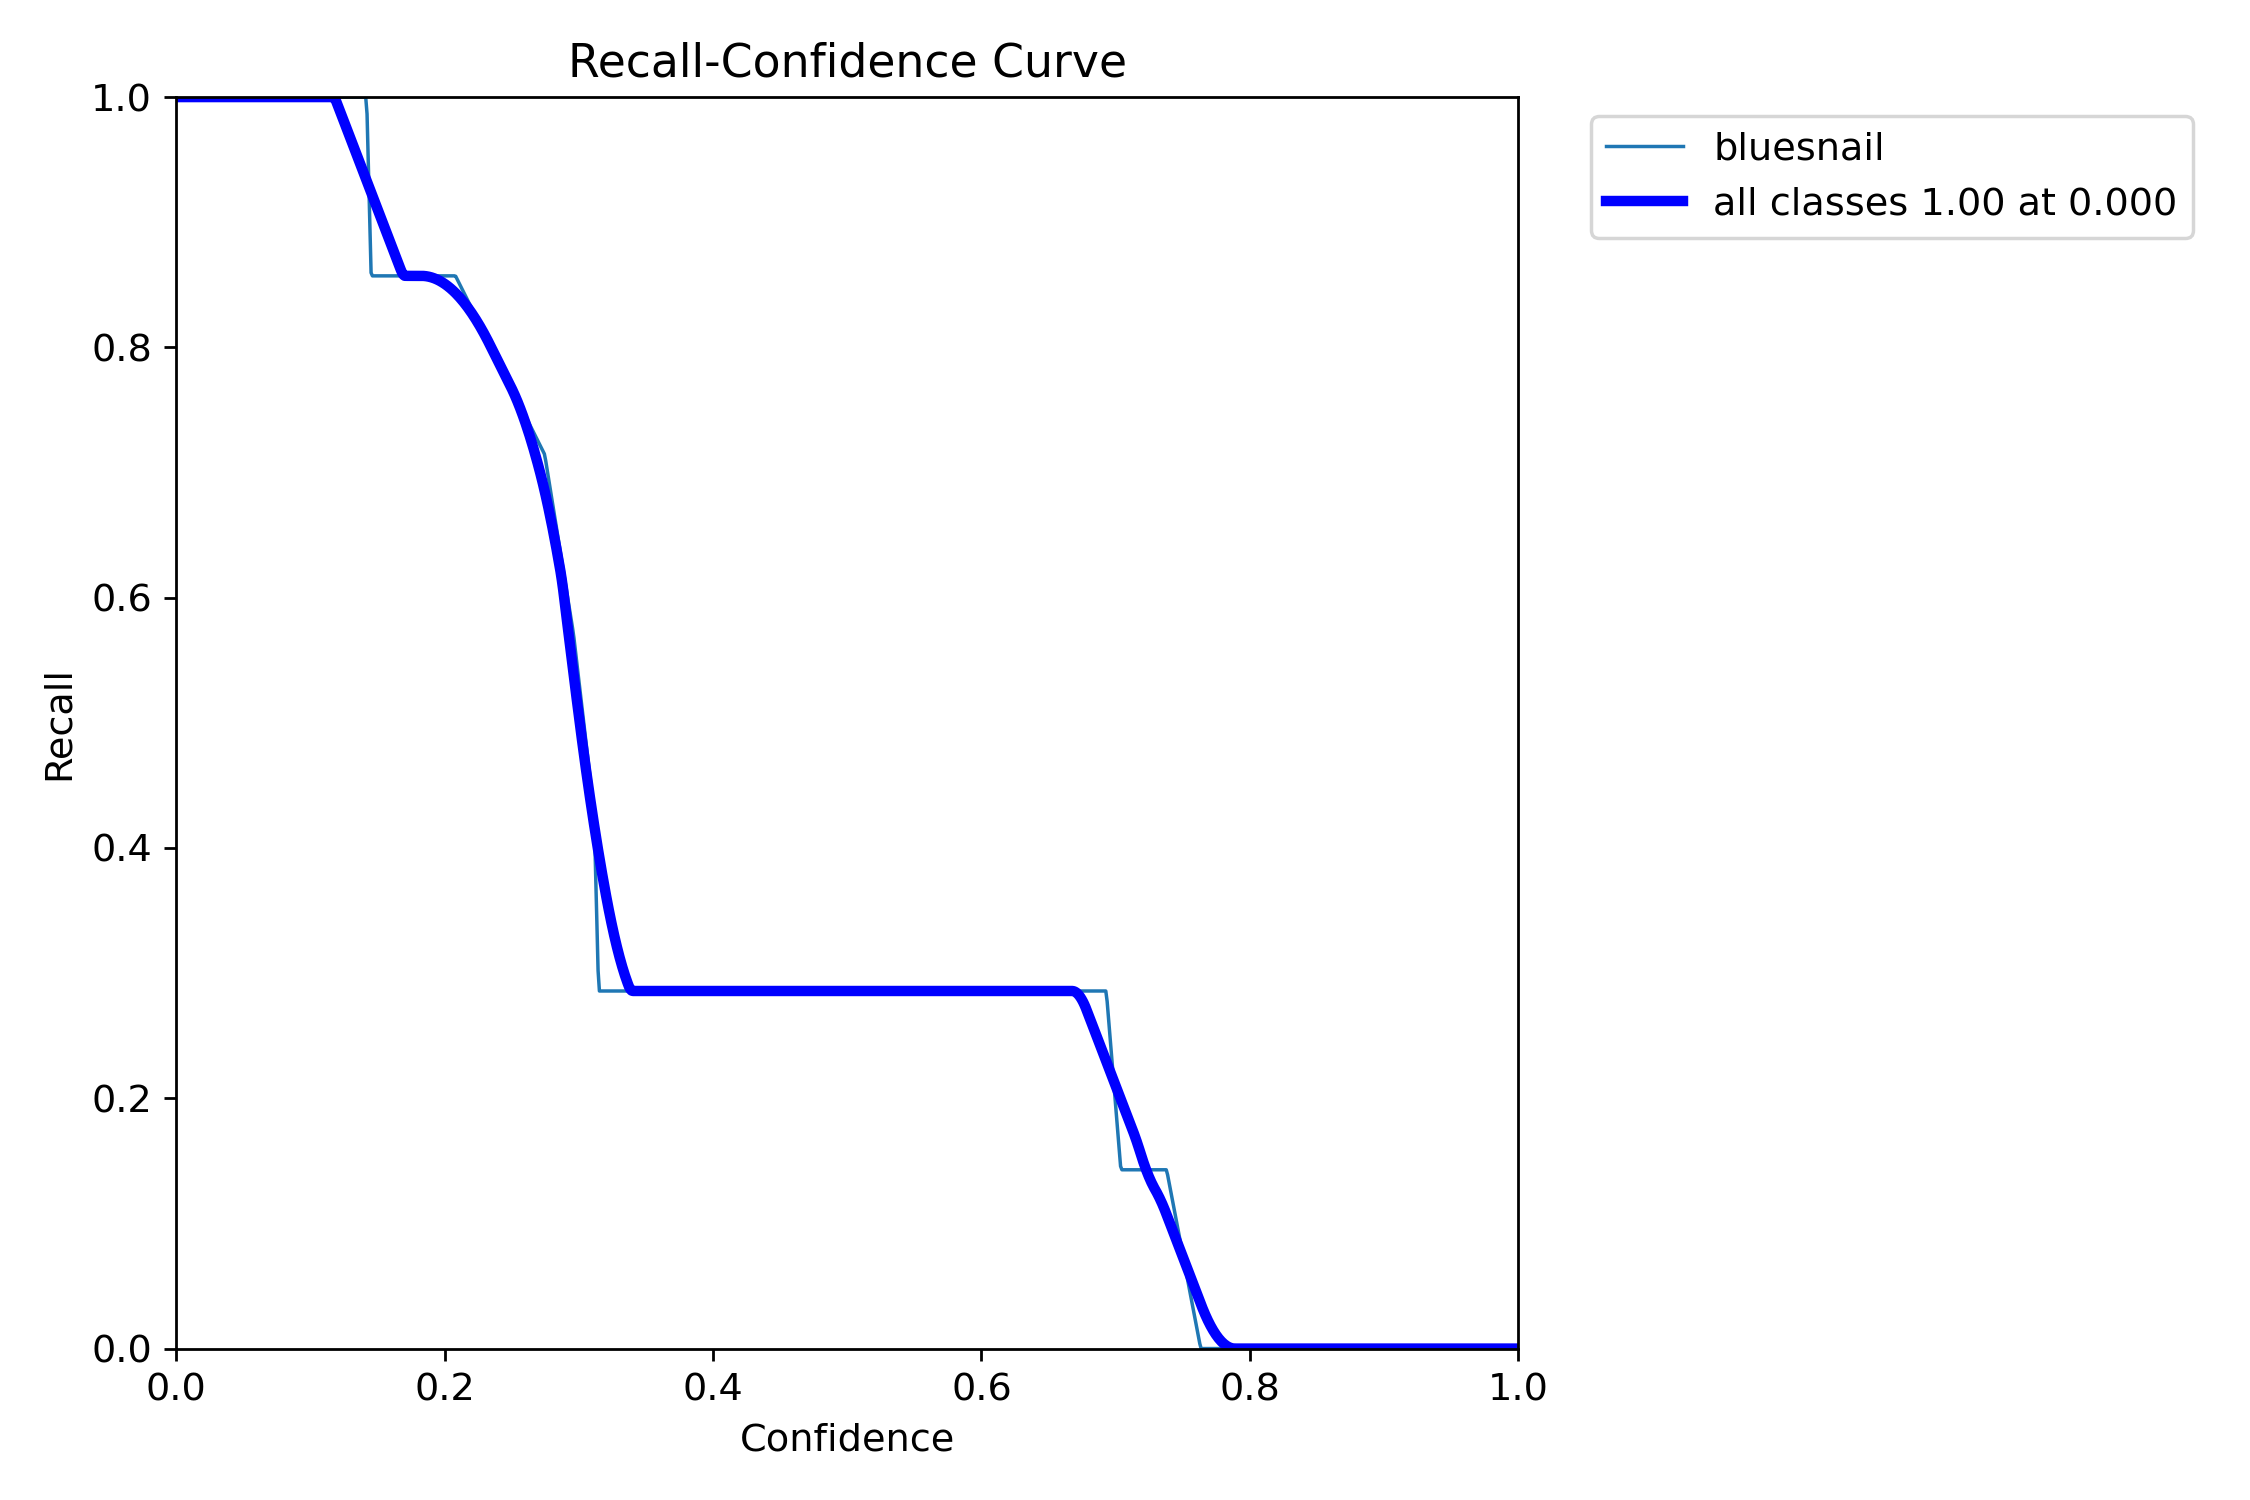 Recall-Confidence Curve
1.0
0.8
0.6
0.4
0.2
0.0
Recall
0.0 0.2 0.4 0.6 0.8 1.0
Confidence
bluesnail
all classes 1.00 at 0.000